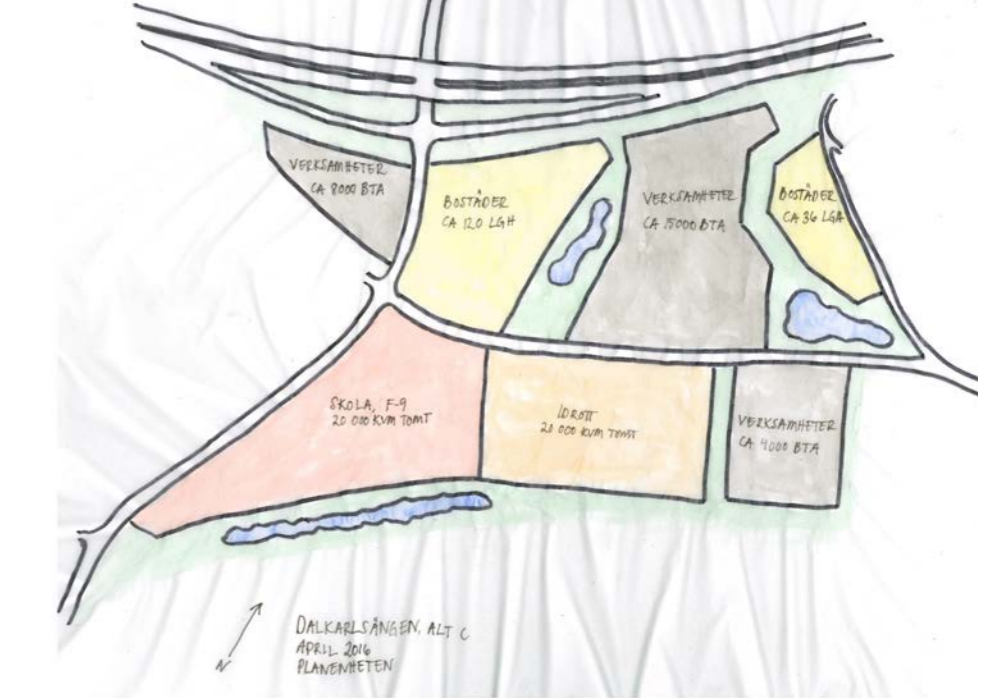 VERKSAMHETER
CA 8000 BTA
BOSTÄDER
CA 120 LGH
VERKSAMHETER
CA 15000 BTA
BOSTÄDER
CA 36 LGH
SKOLA, F-9
20 000 KVM TOMT
IDROTT
20 000 KVM TOMT
VERKSAMHETER
CA 4000 BTA
N
DALKARLSÄNGEN, ALT C
APRIL 2016
PLANENHETEN